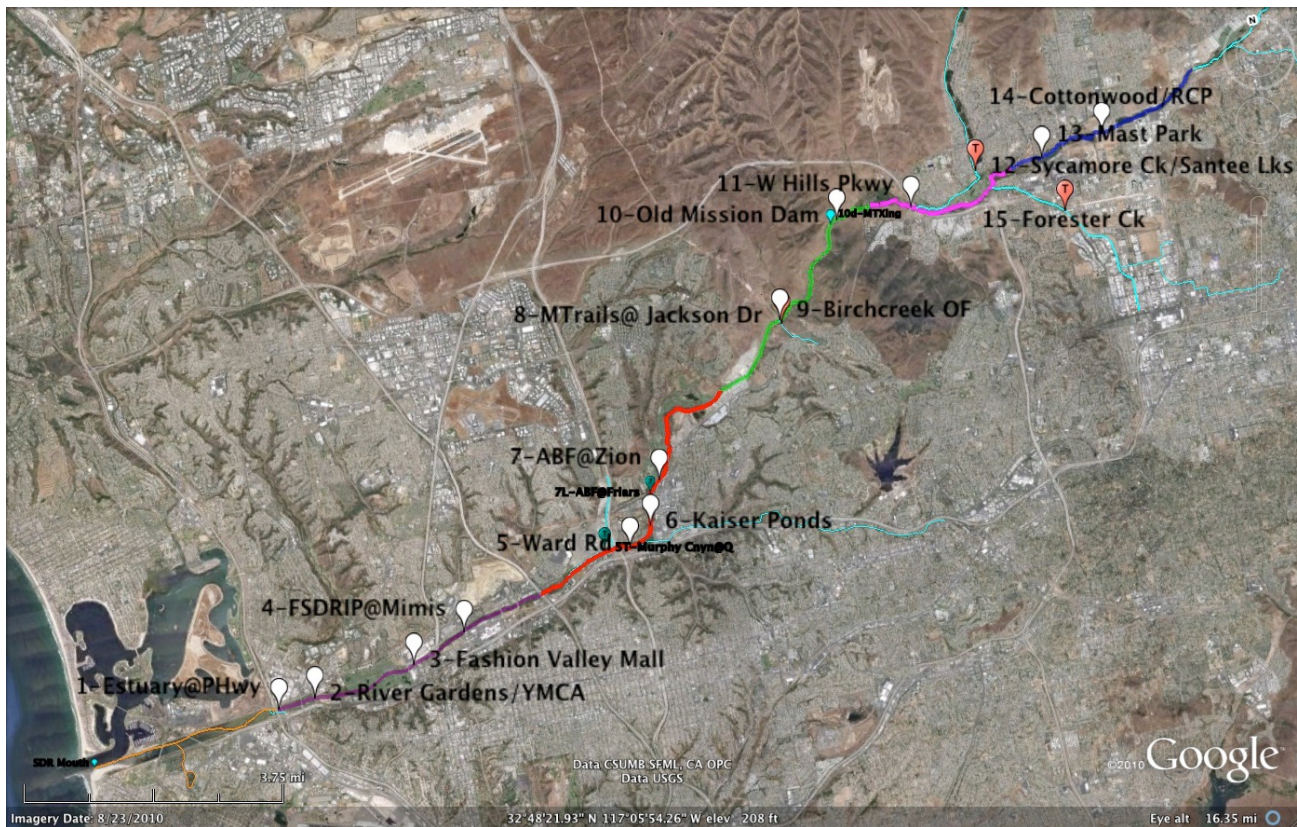 N
14-Cottonwood/RCP
13-Mast Park
T
12-Sycamore Ck/Santee Lks
11-W Hills Pkwy
T
10-Old Mission Dam
10d-MTXing
15-Forester Ck
8-MTrails@ Jackson Dr
9-Birchcreek OF
7-ABF@Zion
7L-ABF@Friars
6-Kaiser Ponds
5-Ward Rd
5T-Murphy Cnyn@Q
4-FSDRIP@Mimis
3-Fashion Valley Mall
1-Estuary@PHwy
2-River Gardens/YMCA
SDR Mouth
3.75 mi
Data CSUMB SFML, CA OPC
Data USGS
©2010 Google
Imagery Date: 8/23/2010
32°48'21.93" N 117°05'54.26" W elev 208 ft
Eye alt 16.35 mi